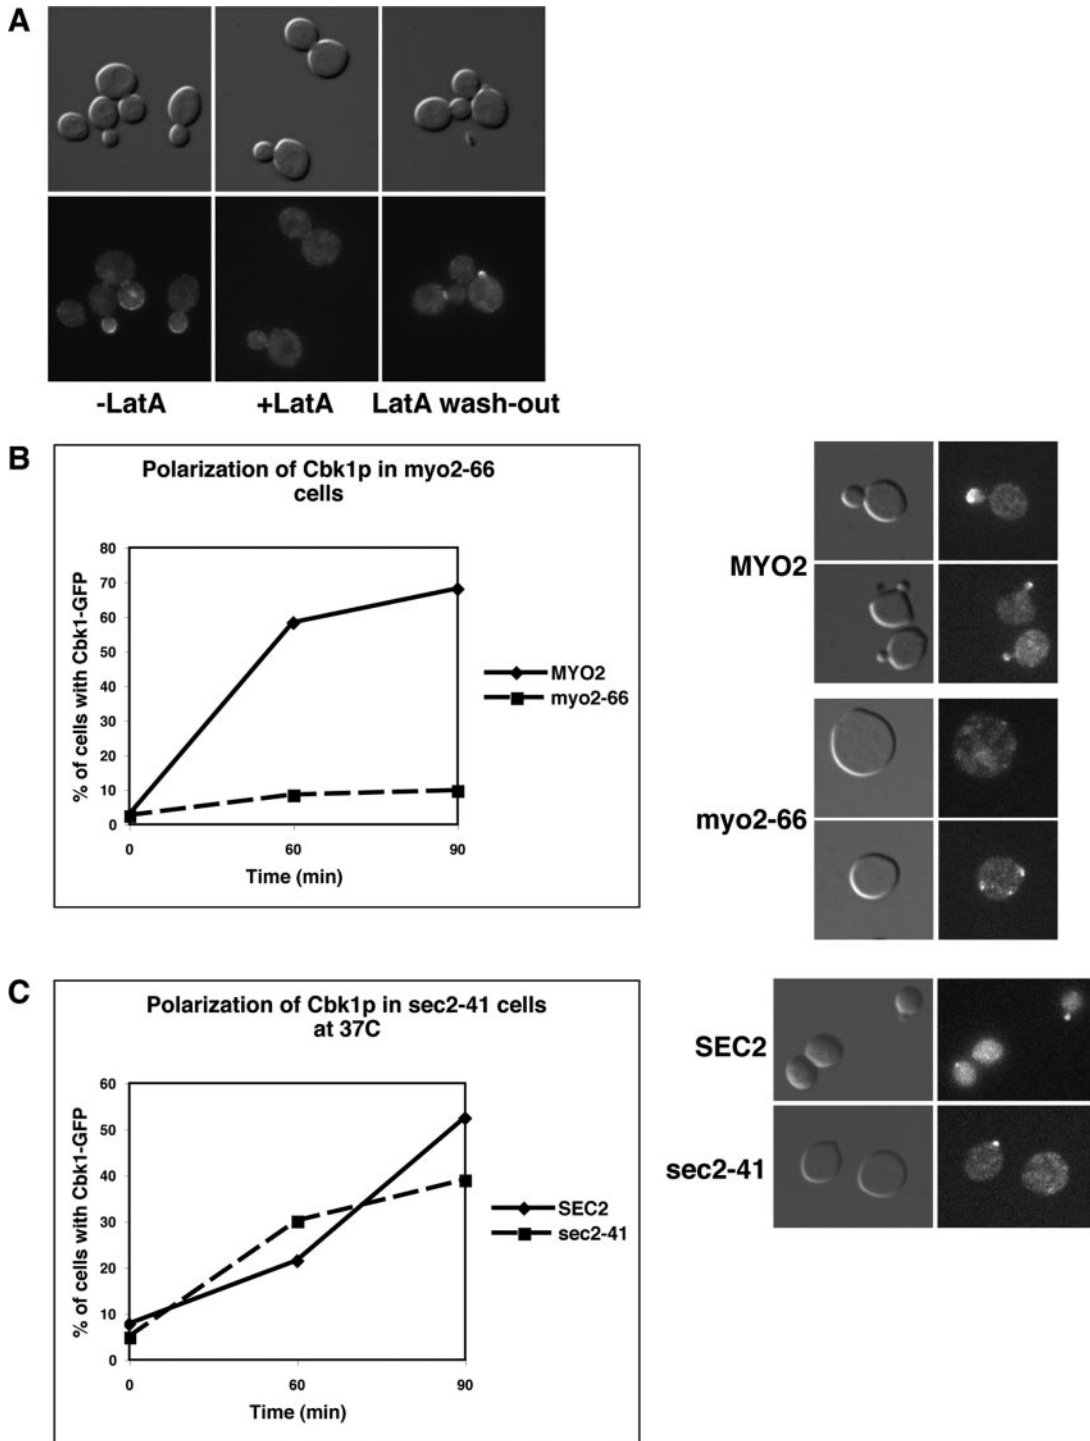 A
-LatA
+LatA
LatA wash-out
B
Polarization of Cbk1p in myo2-66
cells
% of cells with Cbk1-GFP
80
70
60
50
40
30
20
10
0
0
60
90
Time (min)
MYO2
myo2-66
MYO2
myo2-66
C
Polarization of Cbk1p in sec2-41 cells
at 37C
% of cells with Cbk1-GFP
60
50
40
30
20
10
0
0
60
90
Time (min)
SEC2
sec2-41
SEC2
sec2-41